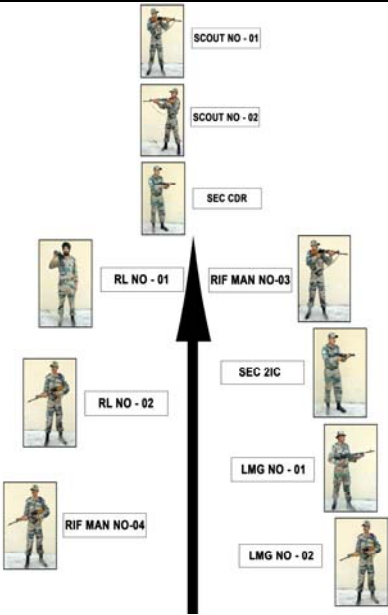 SCOUT NO - 01
SCOUT NO - 02
SEC CDR
RL NO - 01
RIF MAN NO-03
SEC 2IC
RL NO - 02
LMG NO - 01
RIF MAN NO-04
LMG NO - 02